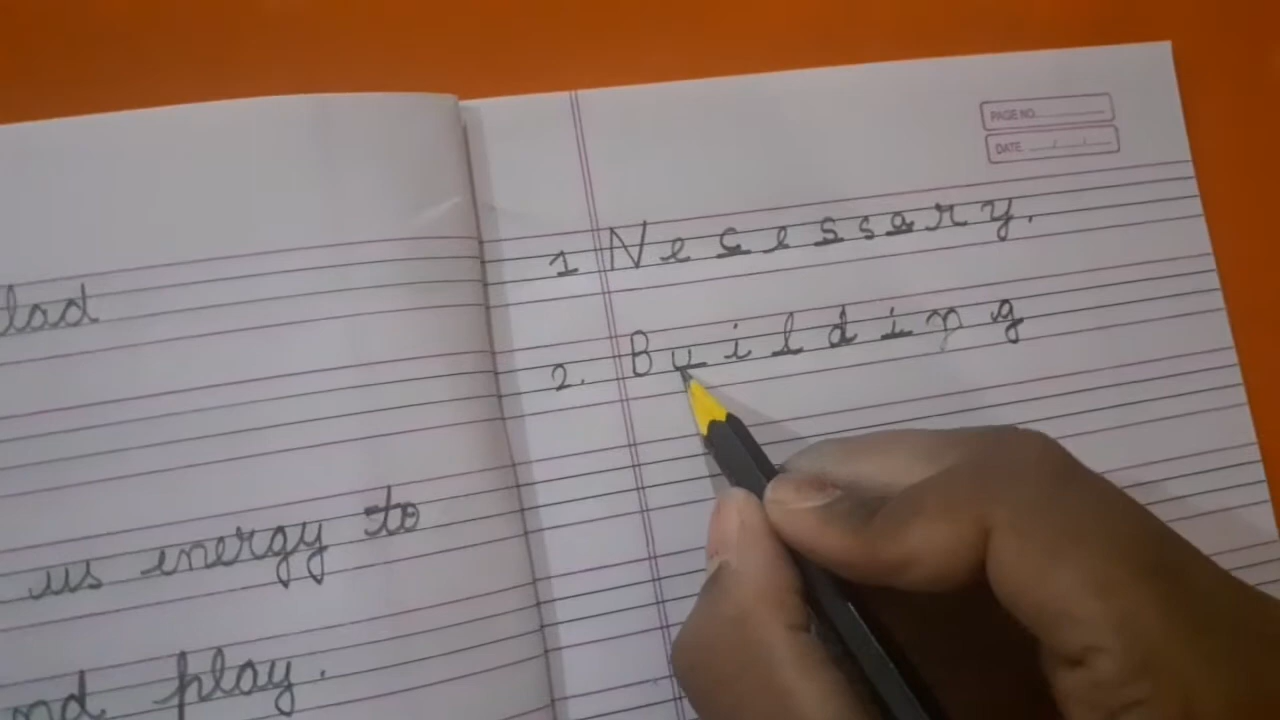 lad
us energy to
play.
PAGE NO.
DATE / /
1 Necessary.
2. Building